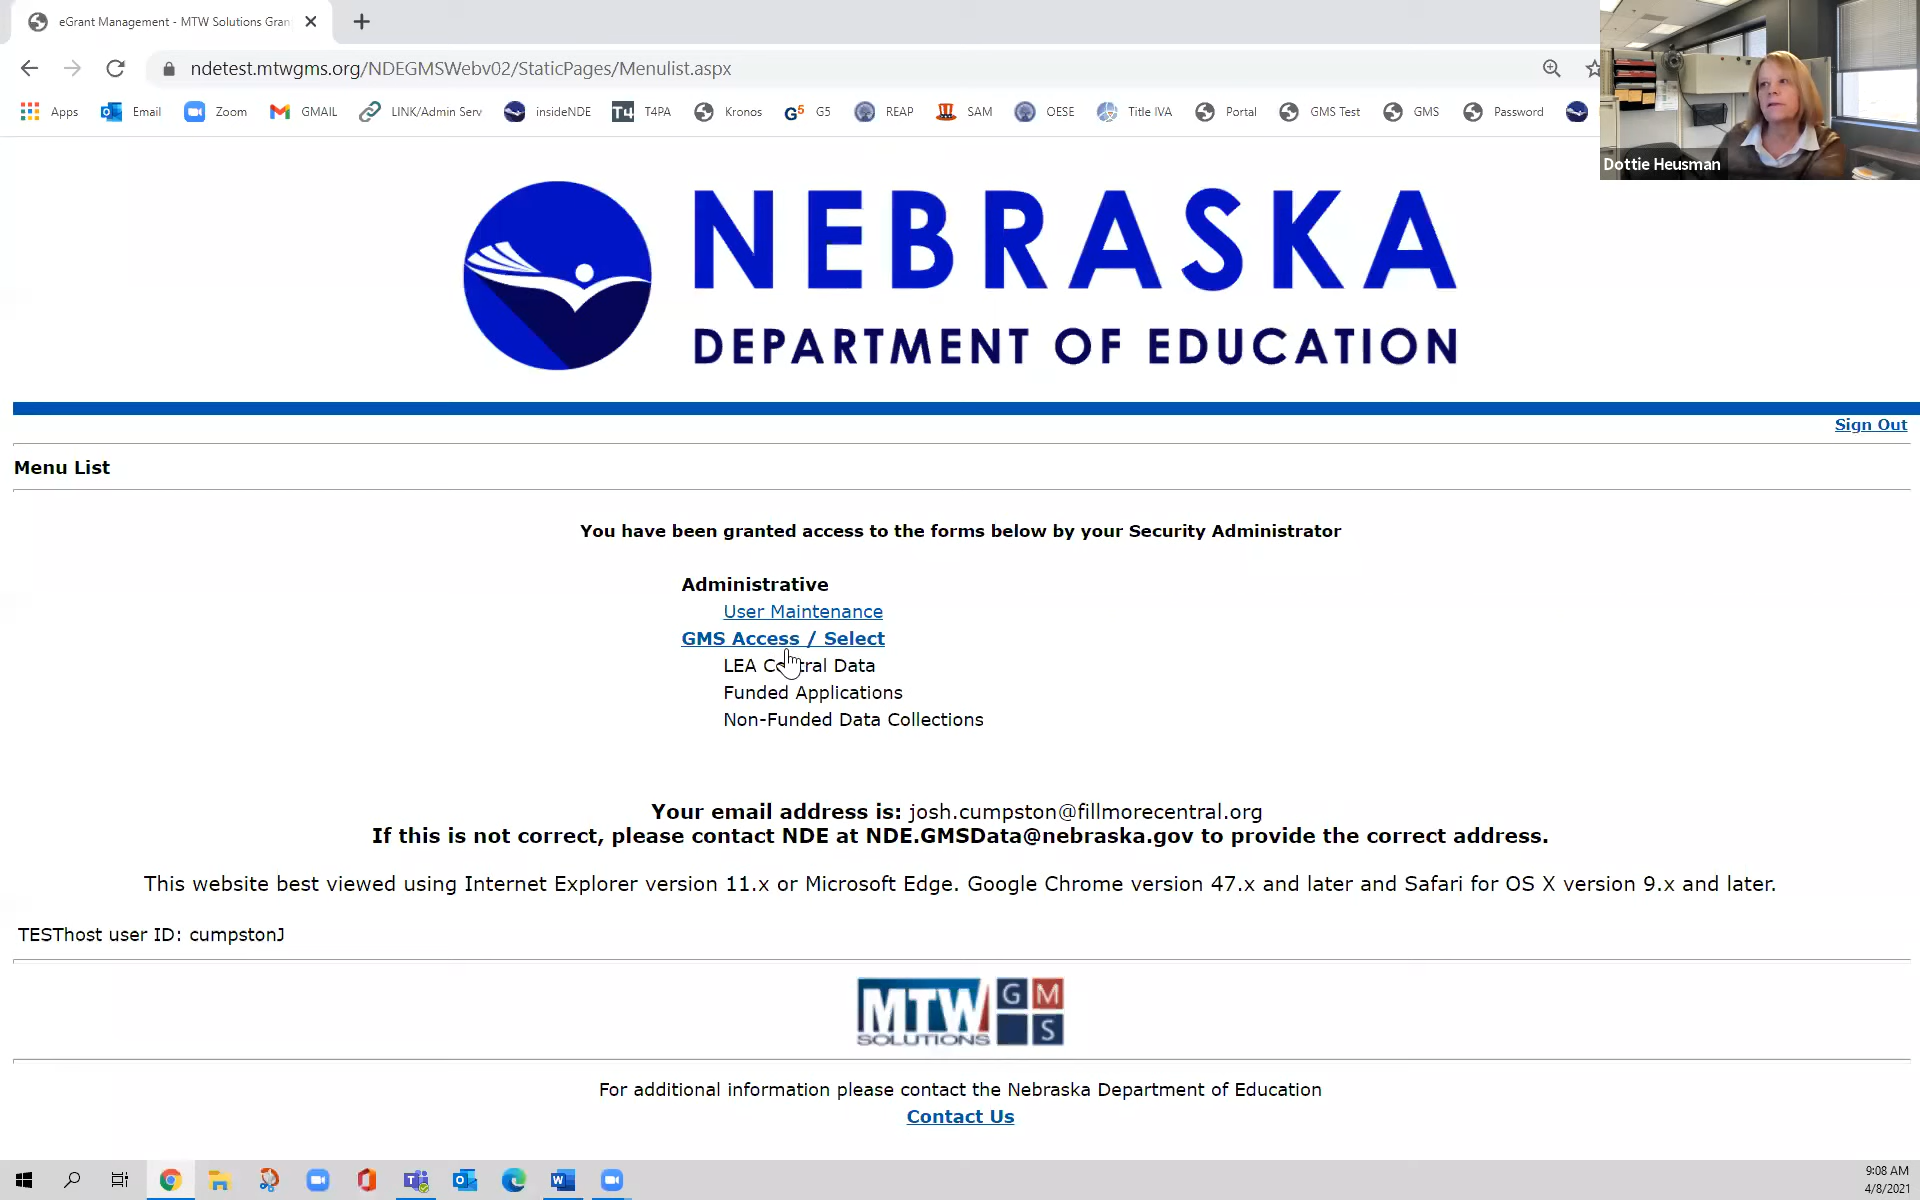 eGrant Management - MTW Solutions Gran
ndetest.mtwgms.org/NDEGMSWebv02/StaticPages/Menulist.aspx
Apps Email Zoom GMAIL LINK/Admin Serv insideNDE T4 T4PA Kronos G5 G5 REAP SAM OESE Title IVA Portal GMS Test GMS Password
Dottie Heusman
NEBRASKA
DEPARTMENT OF EDUCATION
Sign Out
Menu List
You have been granted access to the forms below by your Security Administrator
Administrative
User Maintenance
GMS Access / Select
LEA Central Data
Funded Applications
Non-Funded Data Collections
Your email address is: josh.cumpston@fillmorecentral.org
If this is not correct, please contact NDE at NDE.GMSData@nebraska.gov to provide the correct address.
This website best viewed using Internet Explorer version 11.x or Microsoft Edge. Google Chrome version 47.x and later and Safari for OS X version 9.x and later.
TESThost user ID: cumpstonJ
MTW GM
SOLUTIONS S
For additional information please contact the Nebraska Department of Education
Contact Us
9:08 AM
4/8/2021